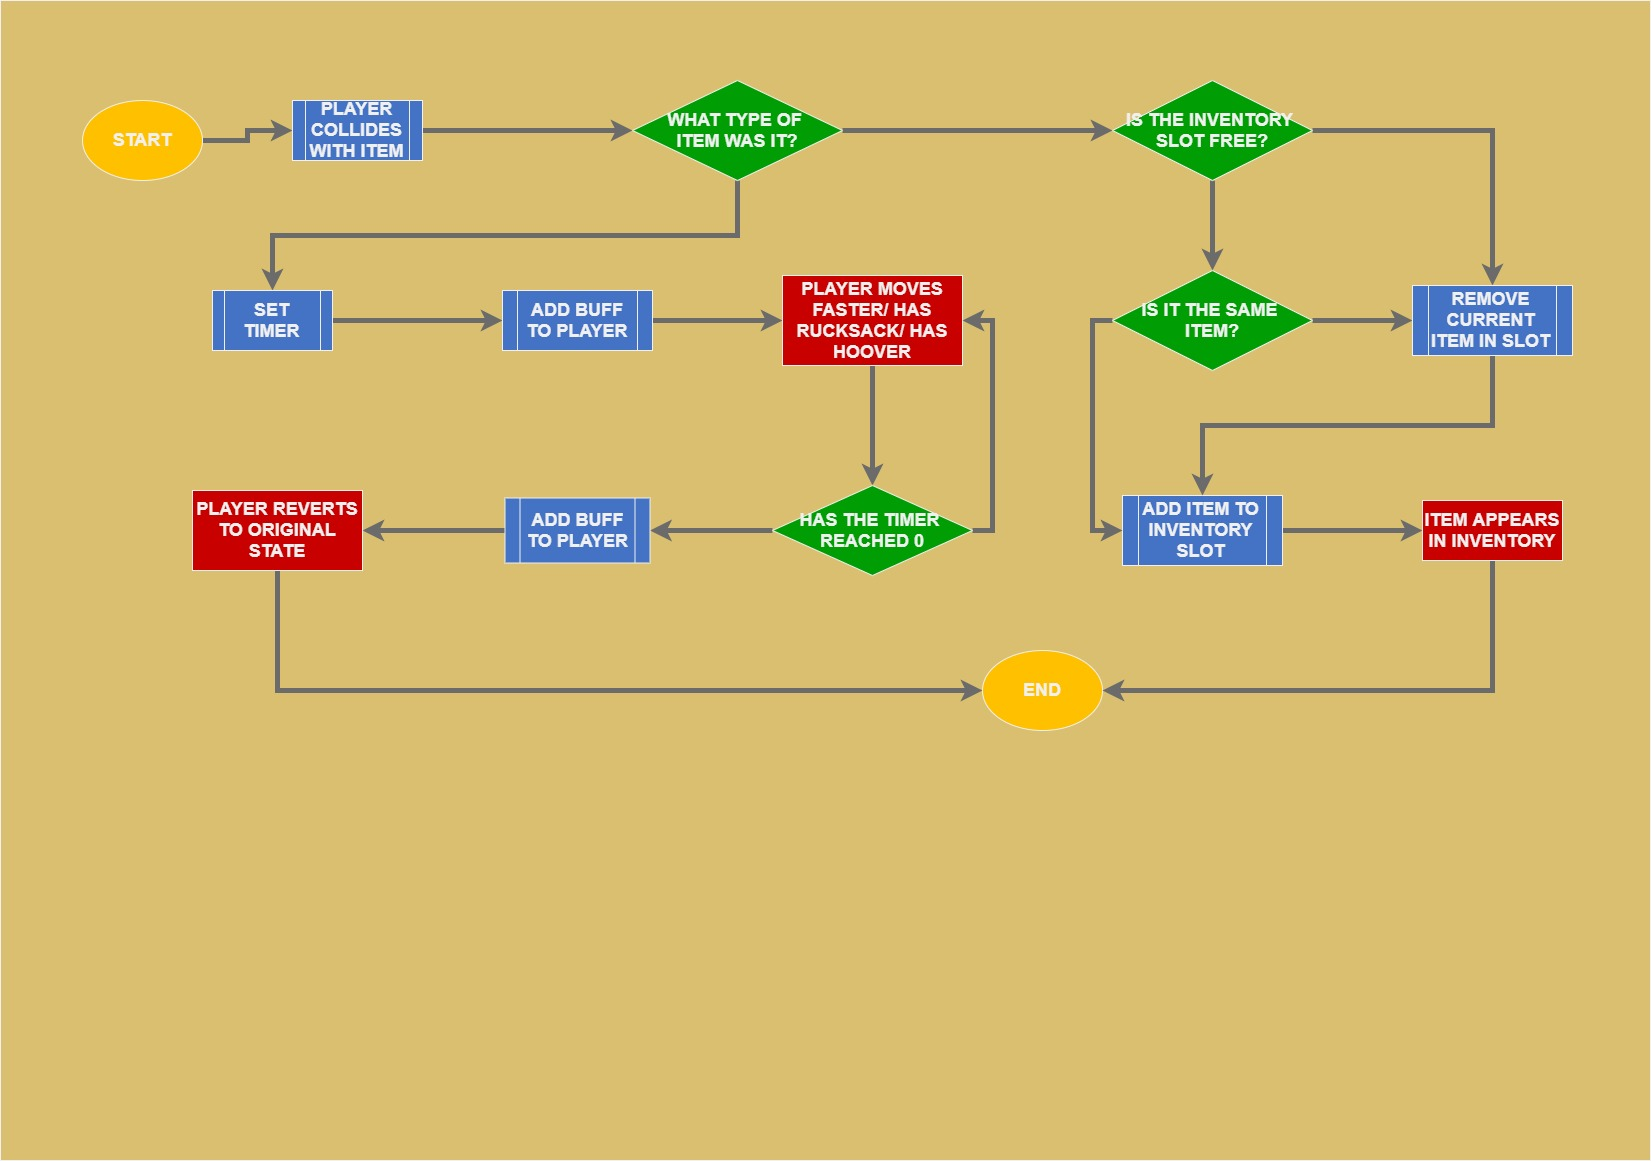 START
PLAYER
COLLIDES
WITH ITEM
WHAT TYPE OF
ITEM WAS IT?
IS THE INVENTORY
SLOT FREE?
SET
TIMER
ADD BUFF
TO PLAYER
PLAYER MOVES
FASTER/ HAS
RUCKSACK/ HAS
HOOVER
IS IT THE SAME
ITEM?
REMOVE
CURRENT
ITEM IN SLOT
PLAYER REVERTS
TO ORIGINAL
STATE
ADD BUFF
TO PLAYER
HAS THE TIMER
REACHED 0
ADD ITEM TO
INVENTORY
SLOT
ITEM APPEARS
IN INVENTORY
END